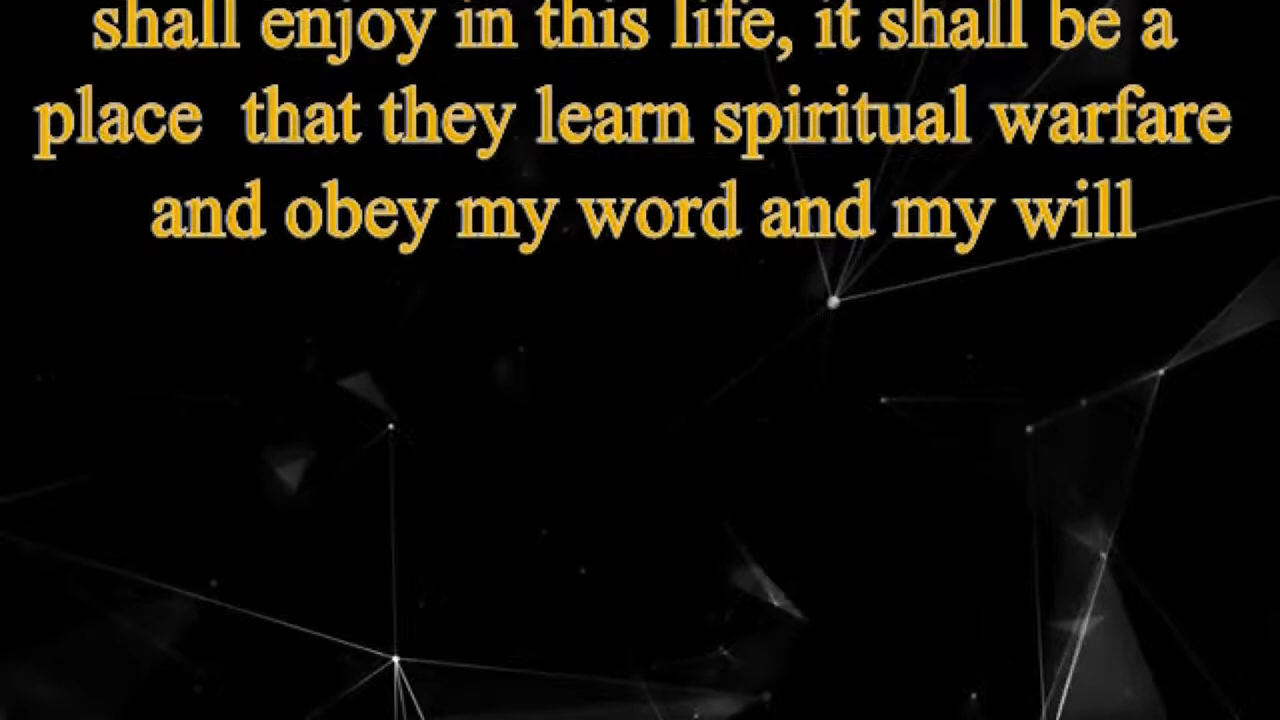 shall enjoy in this life, it shall be a
place  that they learn spiritual warfare
and obey my word and my will